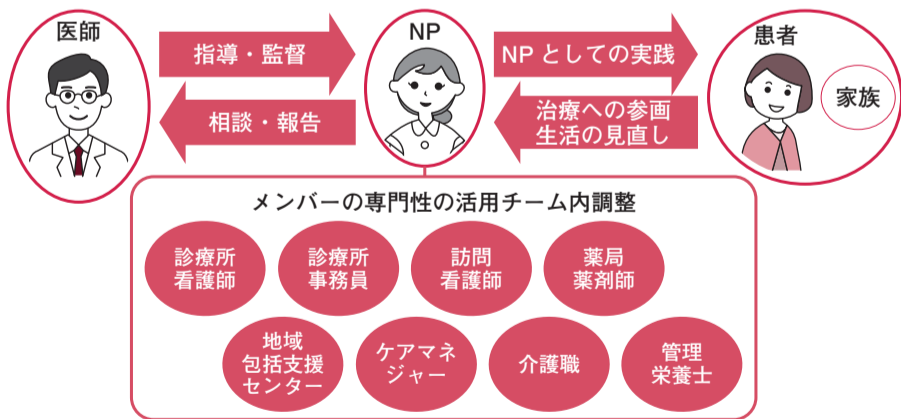 医師
指導・監督
相談・報告
NP
NP としての実践
治療への参画
生活の見直し
患者
家族
メンバーの専門性の活用チーム内調整
診療所
看護師
診療所
事務員
訪問
看護師
薬局
薬剤師
地域
包括支援
センター
ケアマネ
ジャー
介護職
管理
栄養士